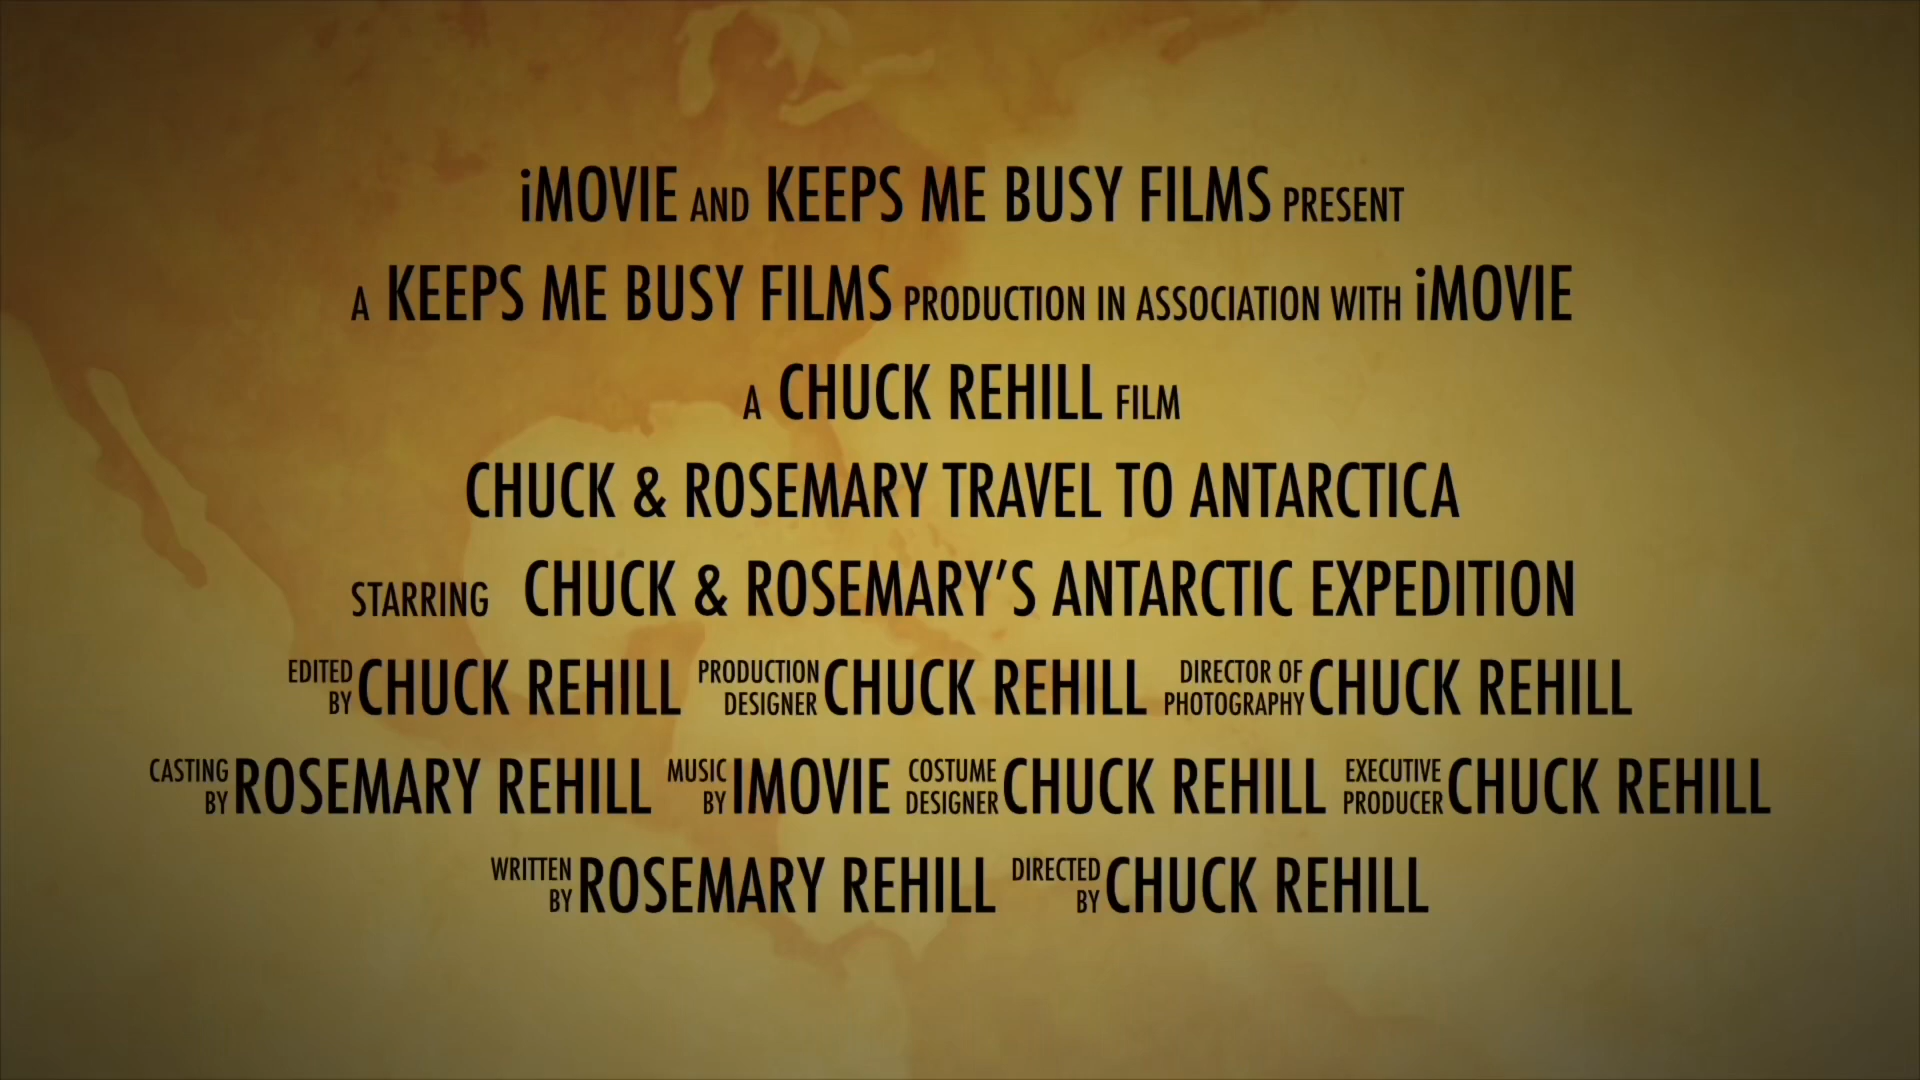 iMOVIE AND KEEPS ME BUSY FILMS PRESENT
A KEEPS ME BUSY FILMS PRODUCTION IN ASSOCIATION WITH iMOVIE
A CHUCK REHILL FILM
CHUCK & ROSEMARY TRAVEL TO ANTARCTICA
STARRING CHUCK & ROSEMARY’S ANTARCTIC EXPEDITION
EDITED BY CHUCK REHILL PRODUCTION DESIGNER CHUCK REHILL DIRECTOR OF PHOTOGRAPHY CHUCK REHILL
CASTING BY ROSEMARY REHILL MUSIC BY IMOVIE COSTUME DESIGNER CHUCK REHILL EXECUTIVE PRODUCER CHUCK REHILL
WRITTEN BY ROSEMARY REHILL DIRECTED BY CHUCK REHILL